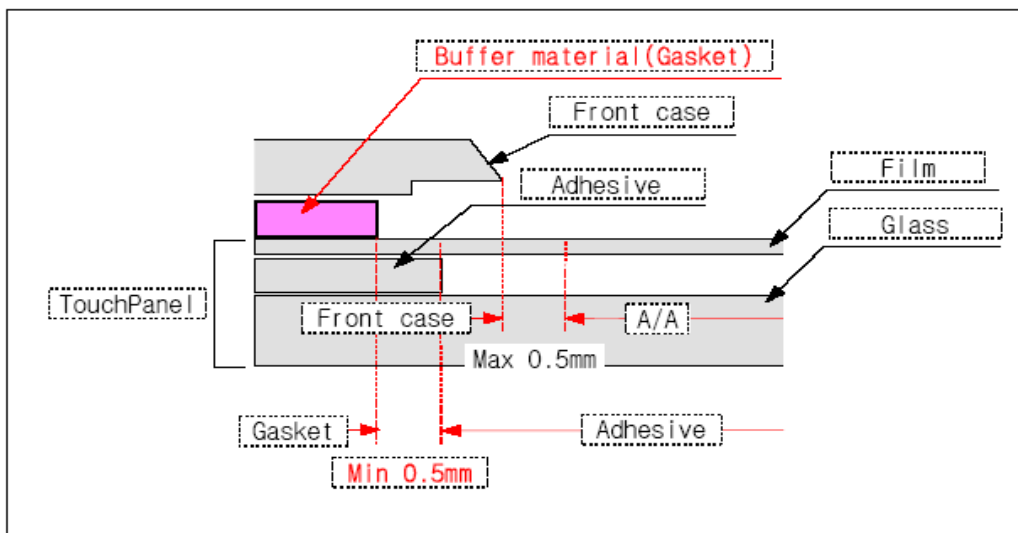 Buffer material(Gasket)
Front case
Adhesive
Film
Glass
TouchPanel
Front case
A/A
Max 0.5mm
Gasket
Adhesive
Min 0.5mm